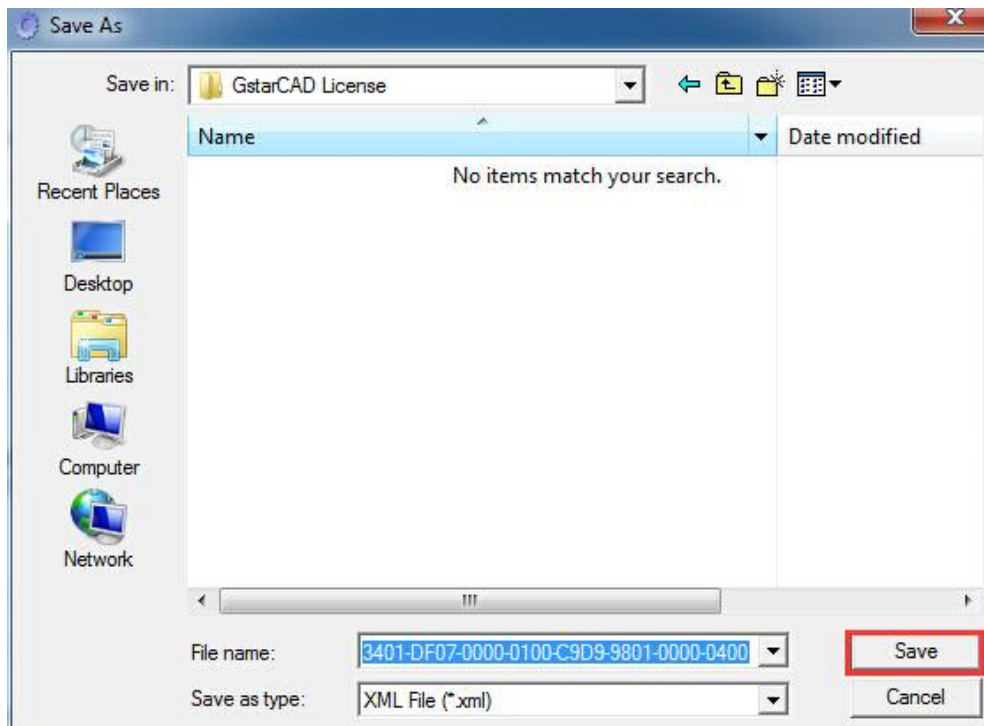 Save As
Save in: GstarCAD License
Name Date modified
No items match your search.
Recent Places
Desktop
Libraries
Computer
Network
File name: 3401-DF07-0000-0100-C9D9-9801-0000-0400 Save
Save as type: XML File (*.xml) Cancel